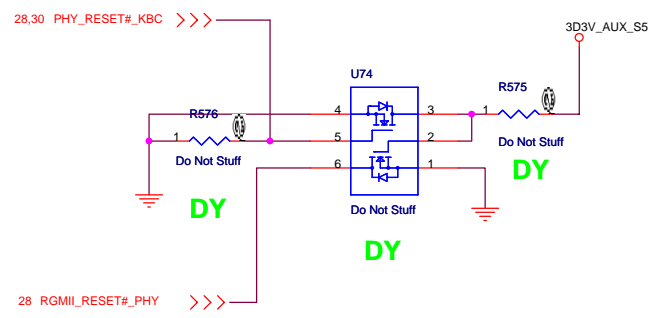 28,30 PHY_RESET#_KBC
3D3V_AUX_S5
U74
R575
R576
4
3
1
1
5
2
Do Not Stuff
6
1
Do Not Stuff
DY
Do Not Stuff
DY
DY
28 RGMII_RESET#_PHY